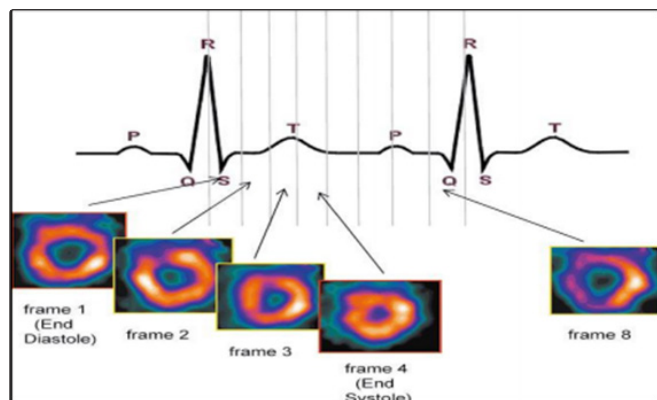 R
R
P
T
P
T
Q
S
Q
S
frame 1
(End
Diastole)
frame 2
frame 3
frame 4
(End
Systole)
frame 8